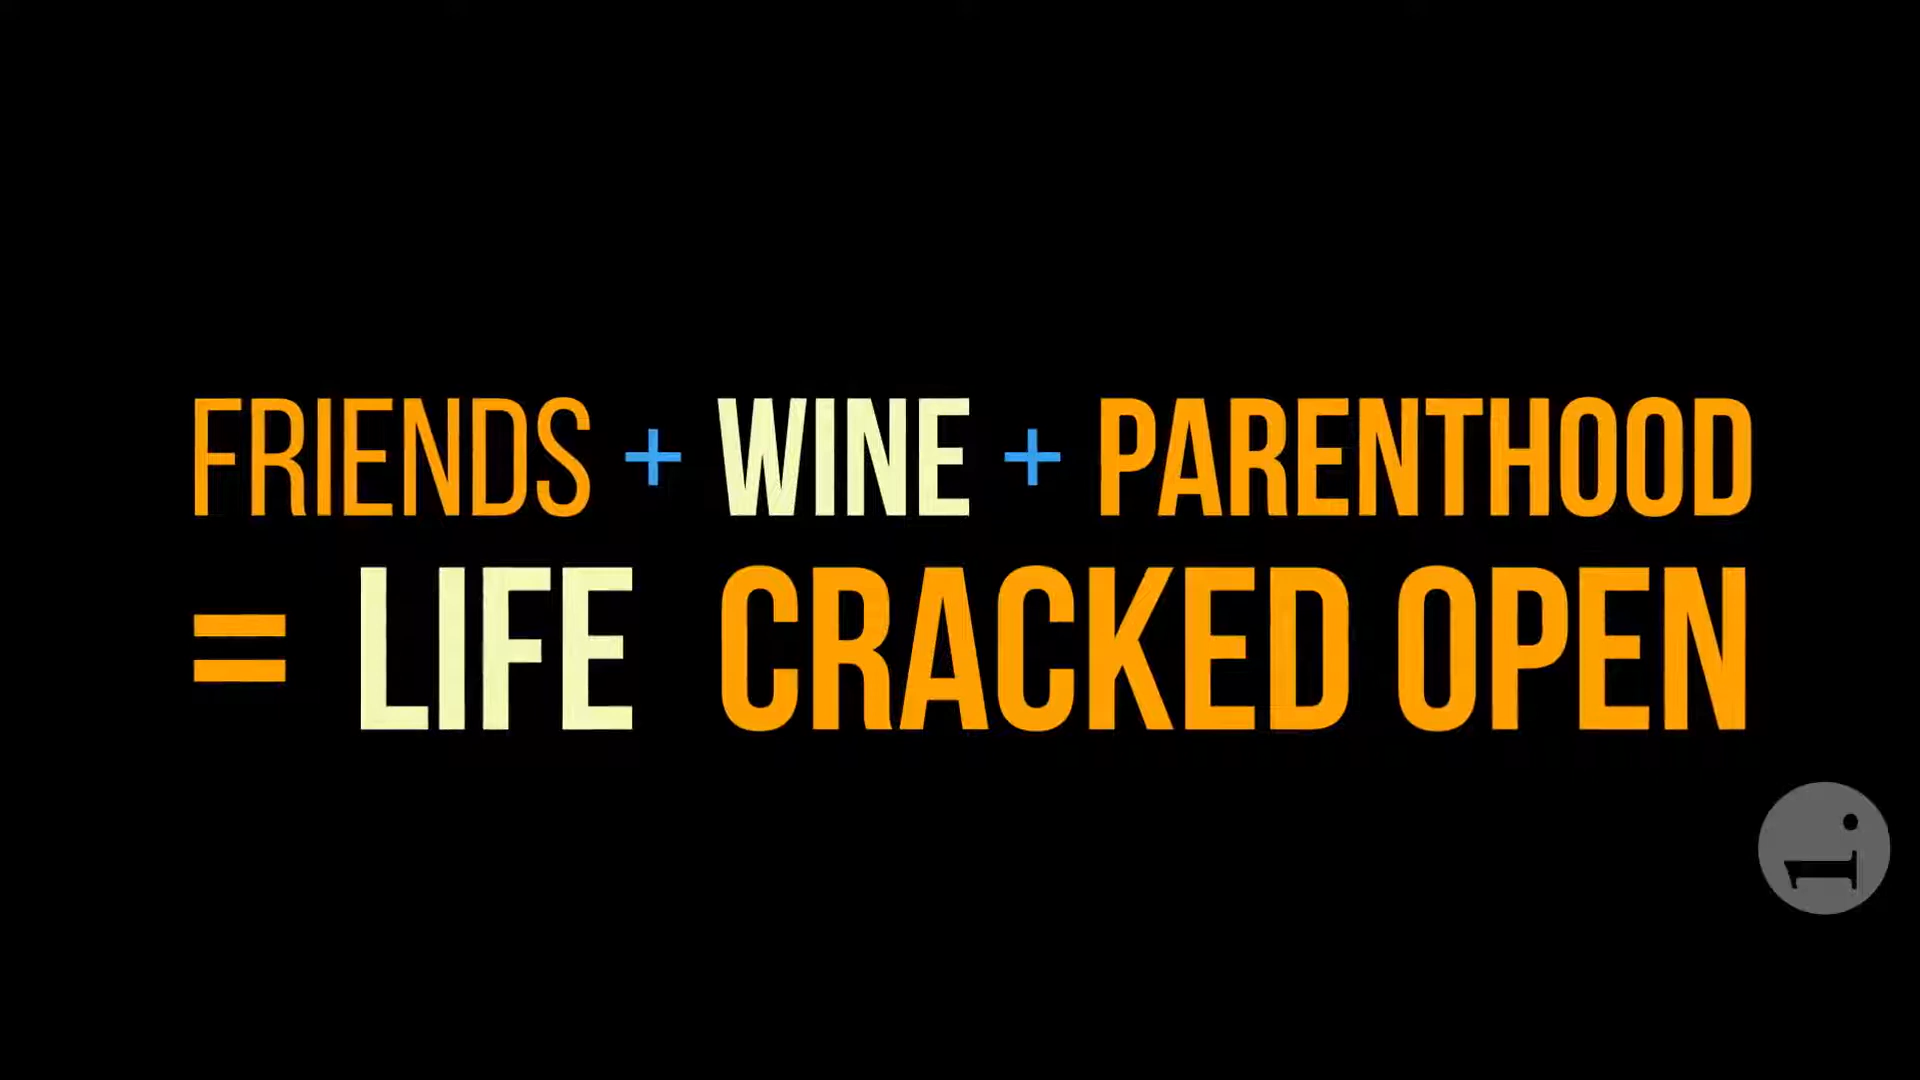 FRIENDS + WINE + PARENTHOOD
= LIFE CRACKED OPEN